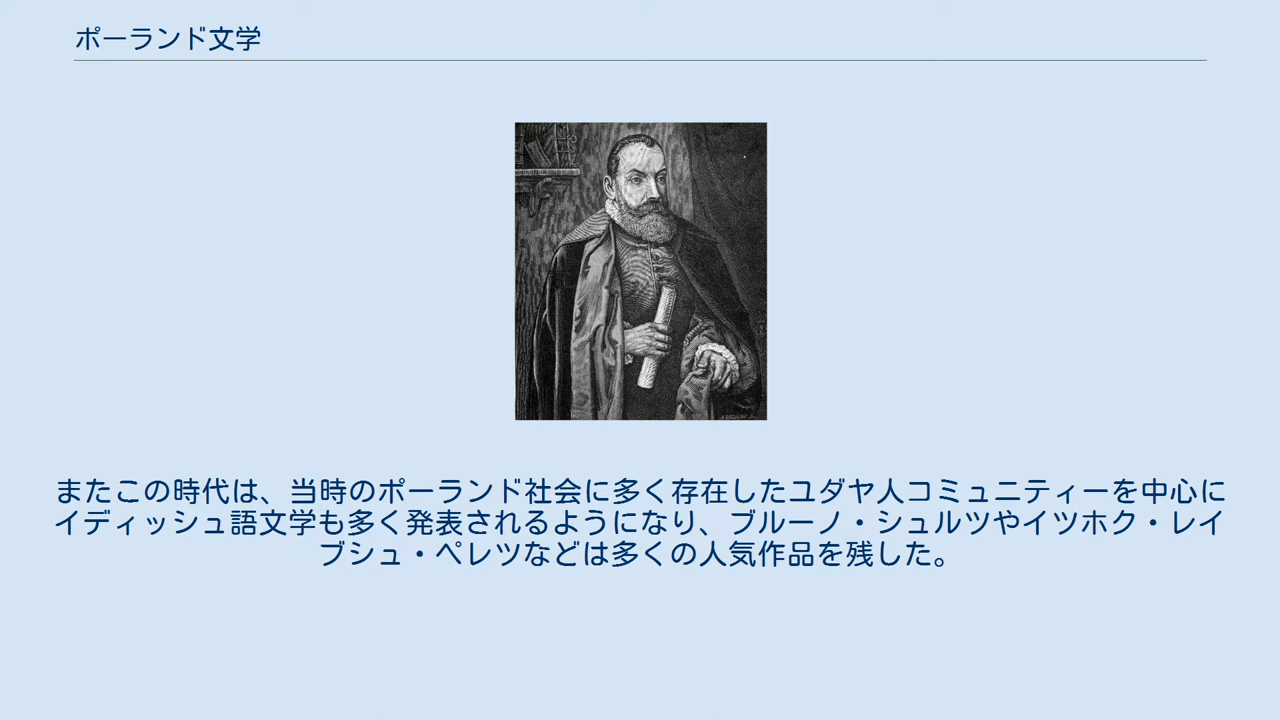 ポーランド文学
またこの時代は、当時のポーランド社会に多く存在したユダヤ人コミュニティーを中心に
イディッシュ語文学も多く発表されるようになり、ブルーノ・シュルツやイツホク・レイ
ブシュ・ペレツなどは多くの人気作品を残した。